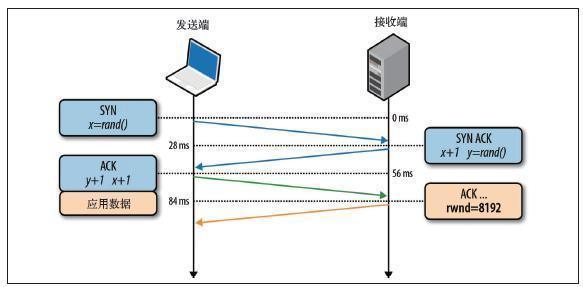 发送端
接收端
SYN
x=rand()
0 ms
28 ms
SYN ACK
x+1 y=rand()
ACK
y+1 x+1
56 ms
应用数据
84 ms
ACK ...
rwnd=8192